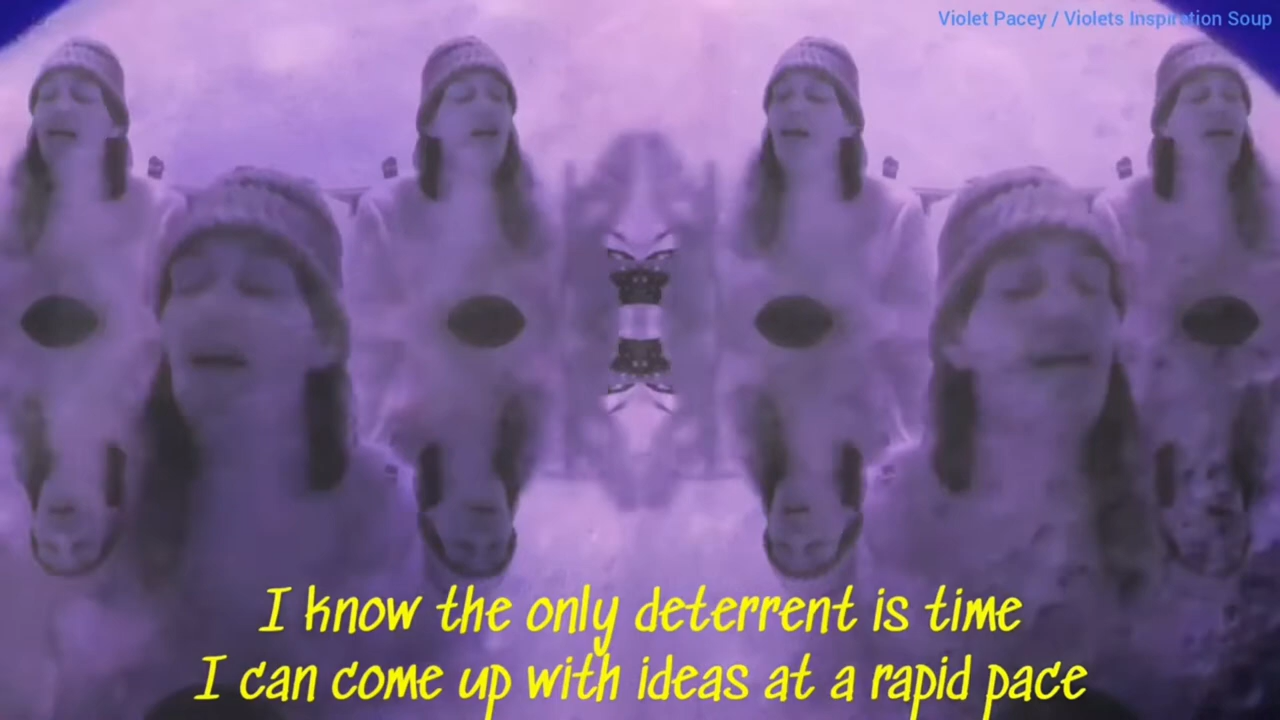 Violet Pacey / Violets Inspiration Soup
I know the only deterrent is time
I can come up with ideas at a rapid pace